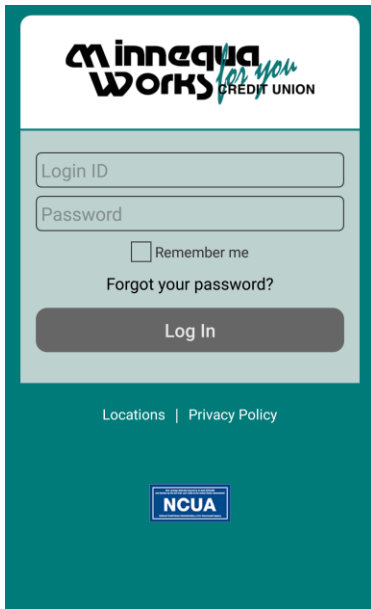 Minnequa
Works for you
CREDIT UNION
Login ID
Password
Remember me
Forgot your password?
Log In
Locations | Privacy Policy
NCUA